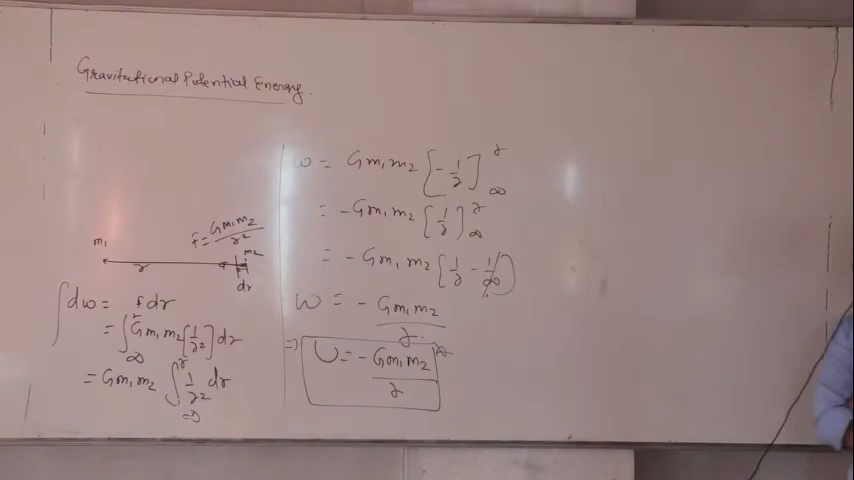 Gravitational Potential Energy.
F = Gm₁m₂/r²
m₁
m₂
r
dr
∫dw = f dr
= ∫_∞^r Gm₁m₂ [1/r²] dr
= Gm₁m₂ ∫_∞^r 1/r² dr
w = Gm₁m₂ [-1/r]_∞^r
= -Gm₁m₂ [1/r]_∞^r
= -Gm₁m₂ [1/r - 1/∞]
W = - Gm₁m₂/r
⇒ U = - Gm₁m₂/r